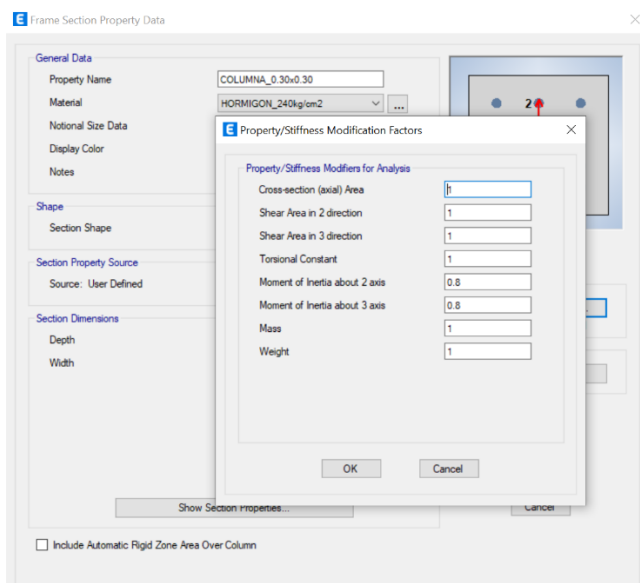 E Frame Section Property Data
General Data
Property Name COLUMNA_0.30x0.30
Material HORMIGON_240kg/cm2 ...
Notional Size Data
Display Color
Notes
2
Shape
Section Shape
Section Property Source
Source: User Defined
Section Dimensions
Depth
Width
Show Section Properties...
Cancel
Include Automatic Rigid Zone Area Over Column
E Property/Stiffness Modification Factors
Property/Stiffness Modifiers for Analysis
Cross-section (axial) Area 1
Shear Area in 2 direction 1
Shear Area in 3 direction 1
Torsional Constant 1
Moment of Inertia about 2 axis 0.8
Moment of Inertia about 3 axis 0.8
Mass 1
Weight 1
OK Cancel